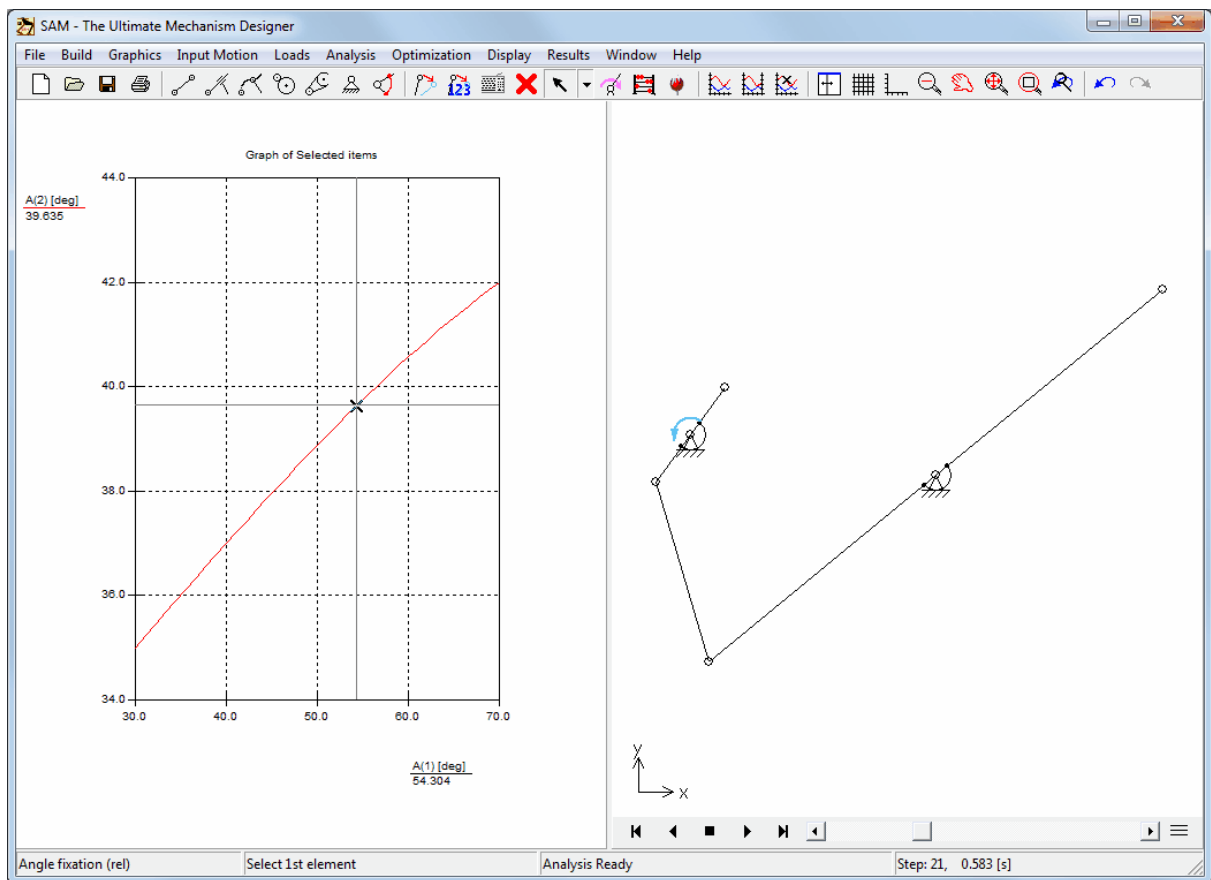 SAM - The Ultimate Mechanism Designer
File Build Graphics Input Motion Loads Analysis Optimization Display Results Window Help
123
Graph of Selected items
A(2) [deg]
39.635
44.0
42.0
40.0
38.0
36.0
34.0
30.0 40.0 50.0 60.0 70.0
A(1) [deg]
54.304
y
x
Angle fixation (rel) Select 1st element Analysis Ready Step: 21, 0.583 [s]